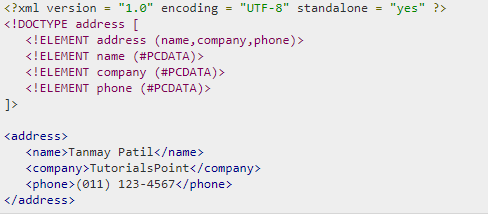 <?xml version = "1.0" encoding = "UTF-8" standalone = "yes" ?>
<!DOCTYPE address [
   <!ELEMENT address (name,company,phone)>
   <!ELEMENT name (#PCDATA)>
   <!ELEMENT company (#PCDATA)>
   <!ELEMENT phone (#PCDATA)>
]>

<address>
   <name>Tanmay Patil</name>
   <company>TutorialsPoint</company>
   <phone>(011) 123-4567</phone>
</address>